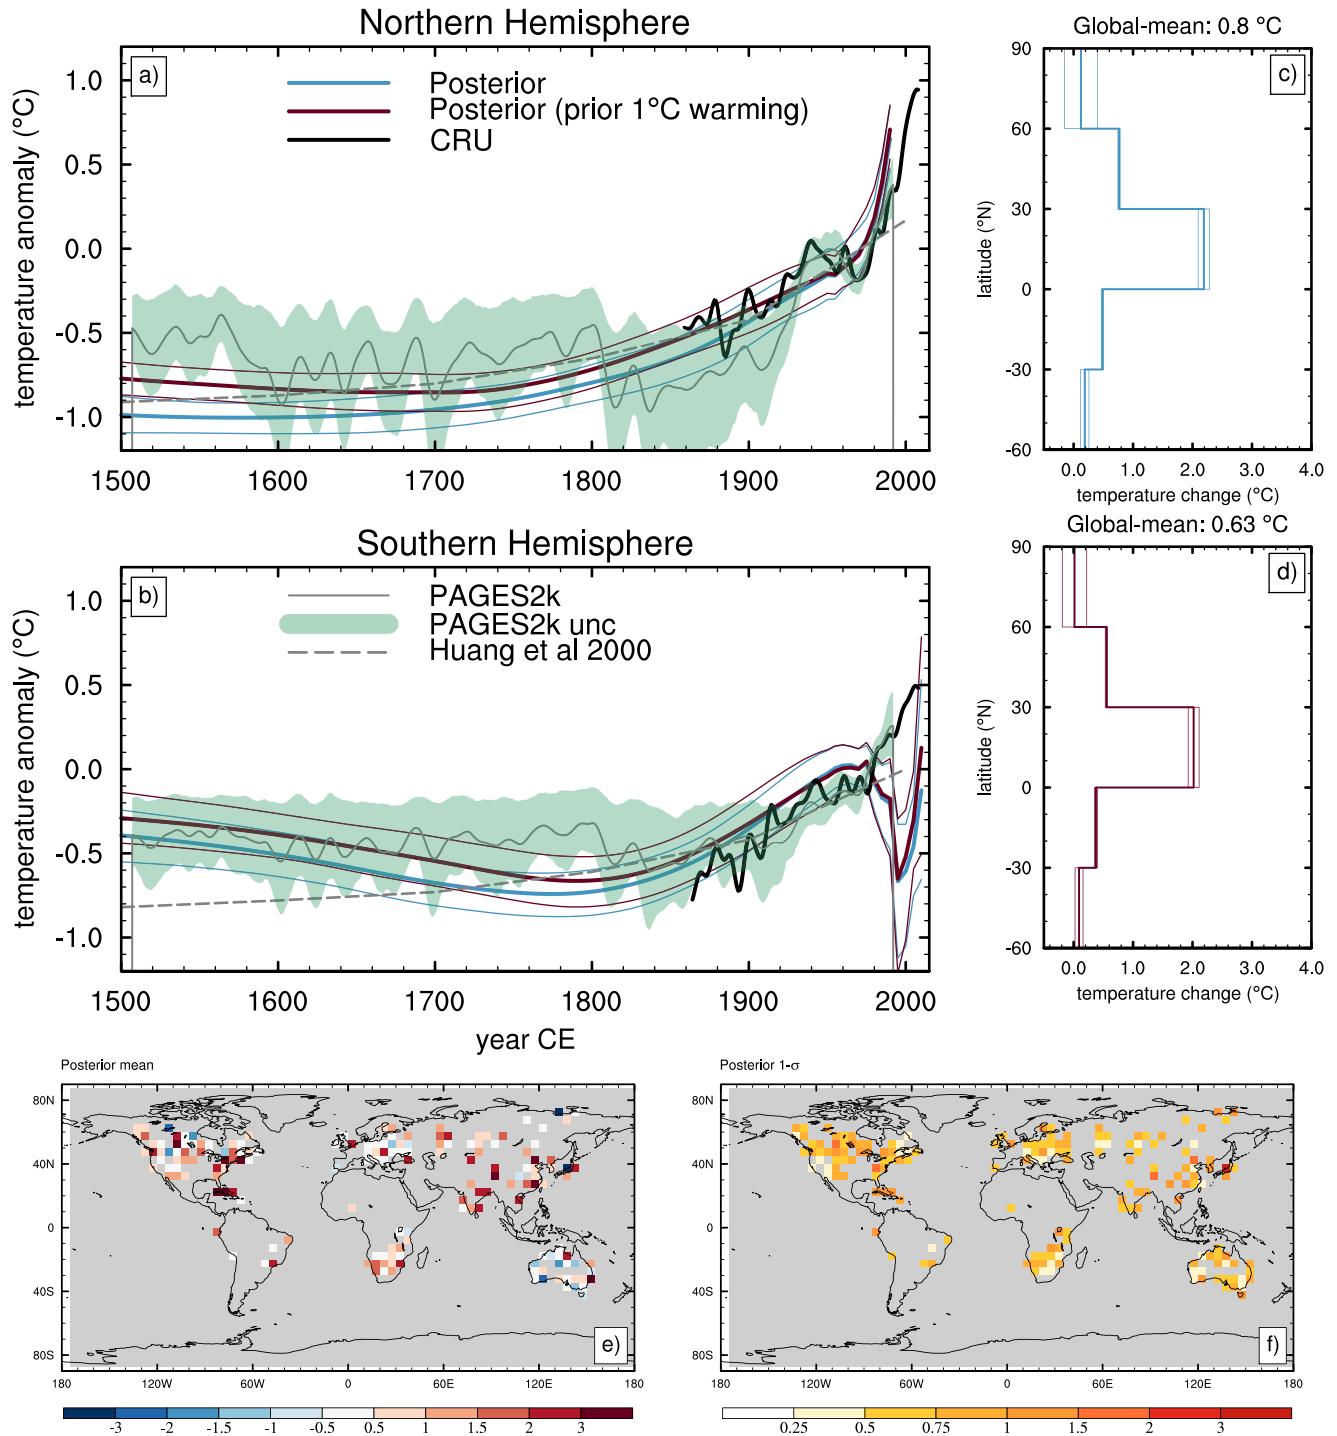 Northern Hemisphere
a)
Posterior
Posterior (prior 1°C warming)
CRU
temperature anomaly (°C)
1.0
0.5
0.0
-0.5
-1.0
1500 1600 1700 1800 1900 2000
Global-mean: 0.8 °C
c)
latitude (°N)
90
60
30
0
-30
-60
0.0 1.0 2.0 3.0 4.0
temperature change (°C)
Southern Hemisphere
b)
PAGES2k
PAGES2k unc
Huang et al 2000
temperature anomaly (°C)
1.0
0.5
0.0
-0.5
-1.0
1500 1600 1700 1800 1900 2000
year CE
Global-mean: 0.63 °C
d)
latitude (°N)
90
60
30
0
-30
-60
0.0 1.0 2.0 3.0 4.0
temperature change (°C)
Posterior mean
80N
40N
0
40S
80S
e)
180 120W 60W 0 60E 120E 180
-3 -2 -1.5 -1 -0.5 0.5 1 1.5 2 3
Posterior 1-σ
80N
40N
0
40S
80S
f)
180 120W 60W 0 60E 120E 180
0.25 0.5 0.75 1 1.5 2 3